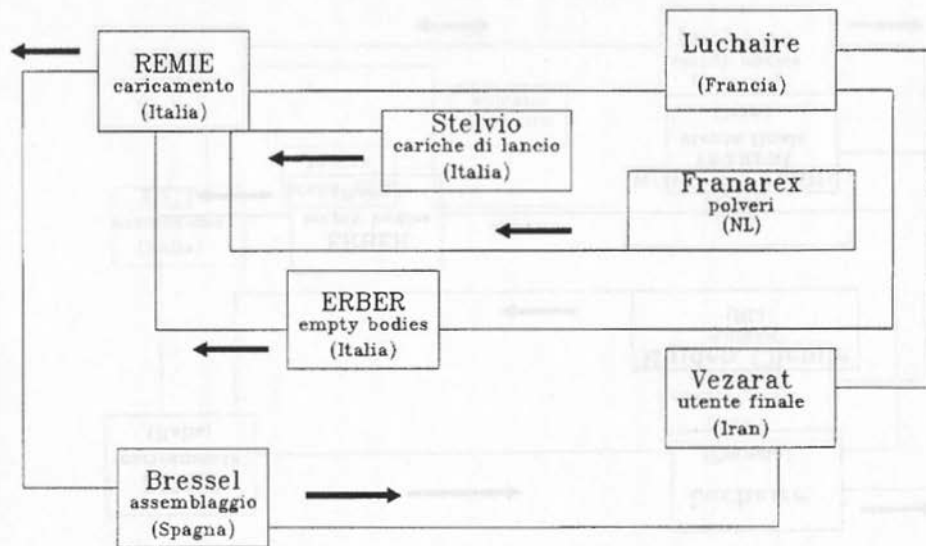 REMIE
caricamento
(Italia)
Luchaire
(Francia)
Stelvio
cariche di lancio
(Italia)
Franarex
polveri
(NL)
ERBER
empty bodies
(Italia)
Vezarat
utente finale
(Iran)
Bressel
assemblaggio
(Spagna)